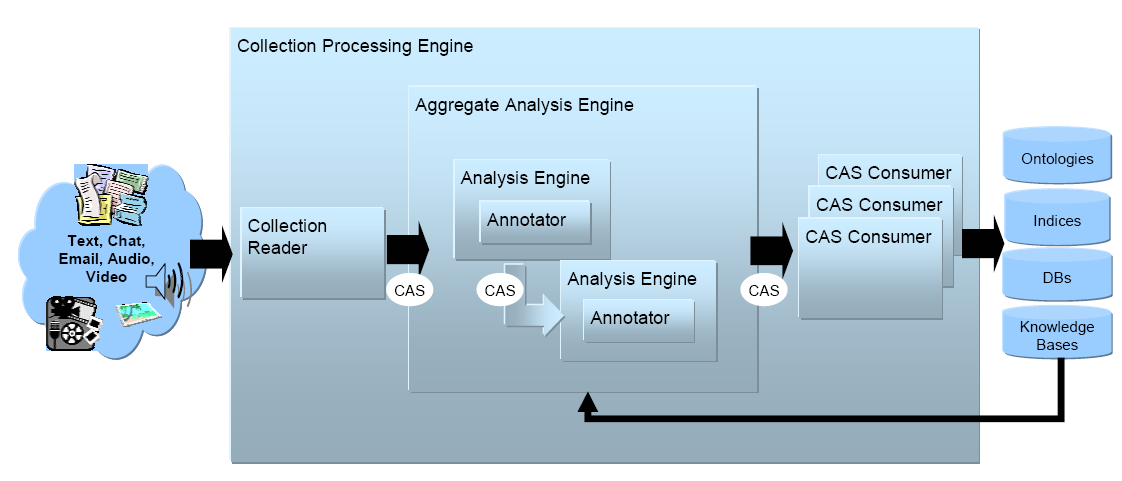 Collection Processing Engine
Aggregate Analysis Engine
Text, Chat,
Email, Audio,
Video
Collection
Reader
CAS
Analysis Engine
Annotator
CAS
Analysis Engine
Annotator
CAS
CAS Consumer
CAS Consumer
CAS Consumer
Ontologies
Indices
DBs
Knowledge
Bases